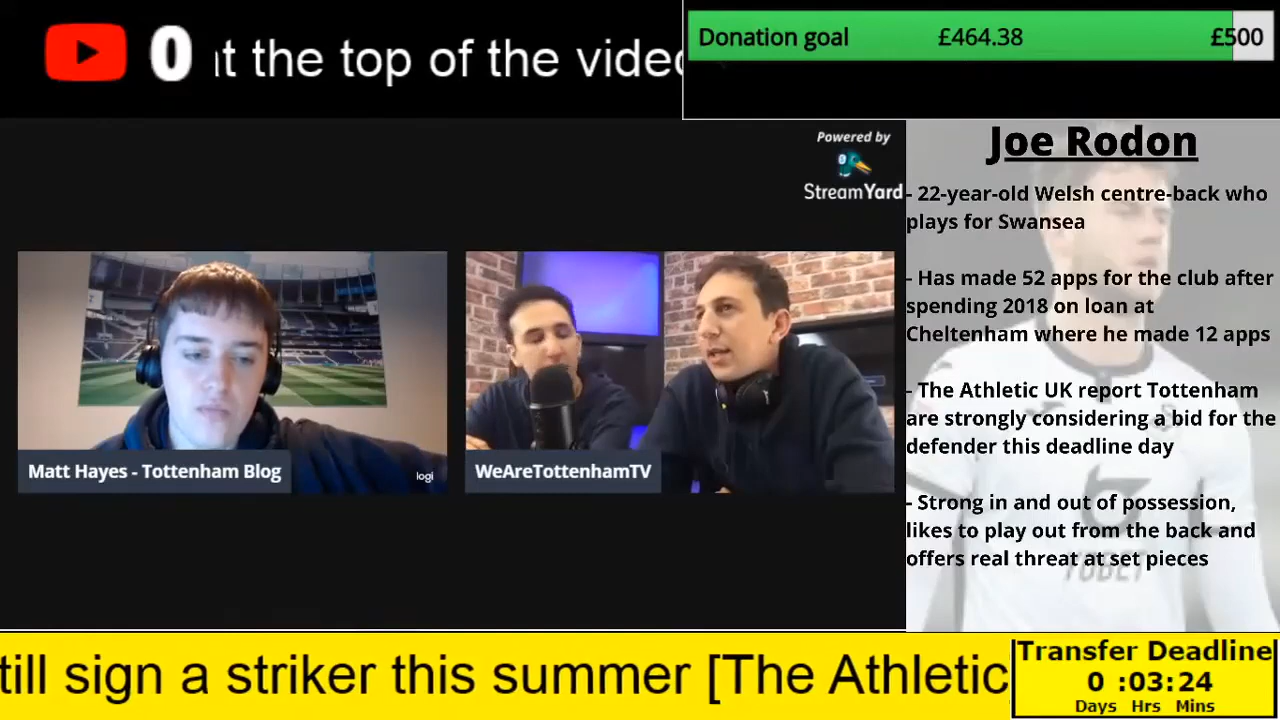 0
at the top of the video
Donation goal £464.38 £500
Powered by
StreamYard
Joe Rodon
- 22-year-old Welsh centre-back who
plays for Swansea
- Has made 52 apps for the club after
spending 2018 on loan at
Cheltenham where he made 12 apps
- The Athletic UK report Tottenham
are strongly considering a bid for the
defender this deadline day
- Strong in and out of possession,
likes to play out from the back and
offers real threat at set pieces
YOBET
Matt Hayes - Tottenham Blog
logi
WeAreTottenhamTV
till sign a striker this summer [The Athletic
Transfer Deadline
0 :03:24
Days Hrs Mins